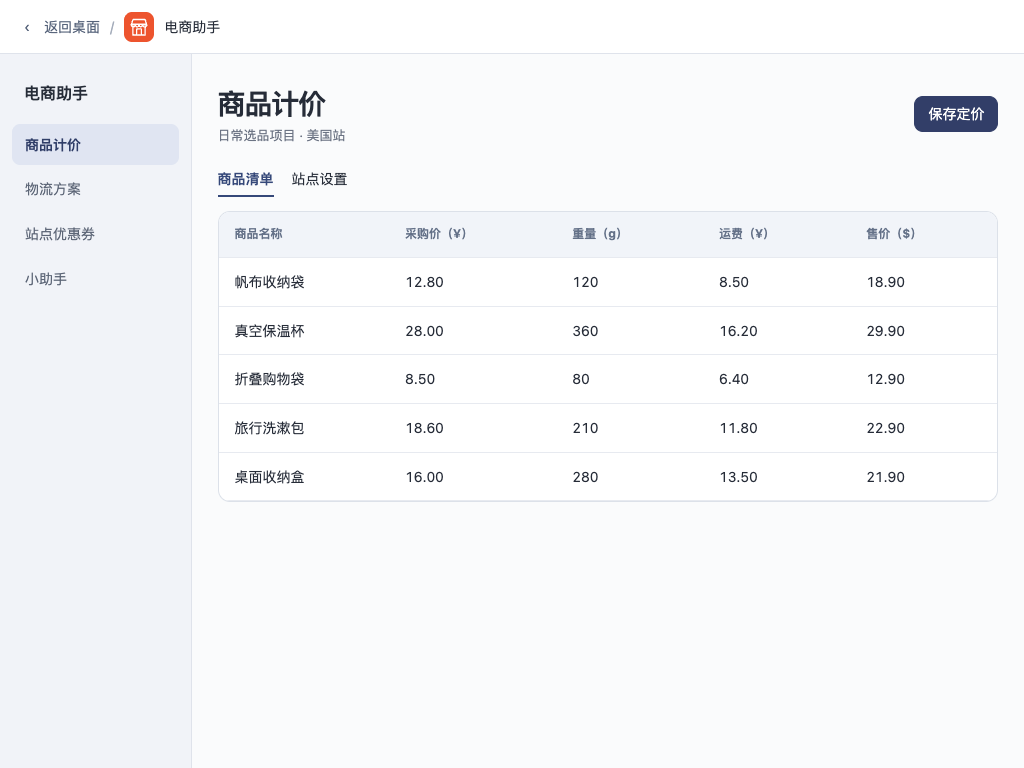 ‹ 返回桌面 / 电商助手
电商助手
商品计价
物流方案
站点优惠券
小助手
商品计价
日常选品项目 · 美国站
保存定价
商品清单 站点设置
商品名称 采购价（¥） 重量（g） 运费（¥） 售价（$）
帆布收纳袋 12.80 120 8.50 18.90
真空保温杯 28.00 360 16.20 29.90
折叠购物袋 8.50 80 6.40 12.90
旅行洗漱包 18.60 210 11.80 22.90
桌面收纳盒 16.00 280 13.50 21.90